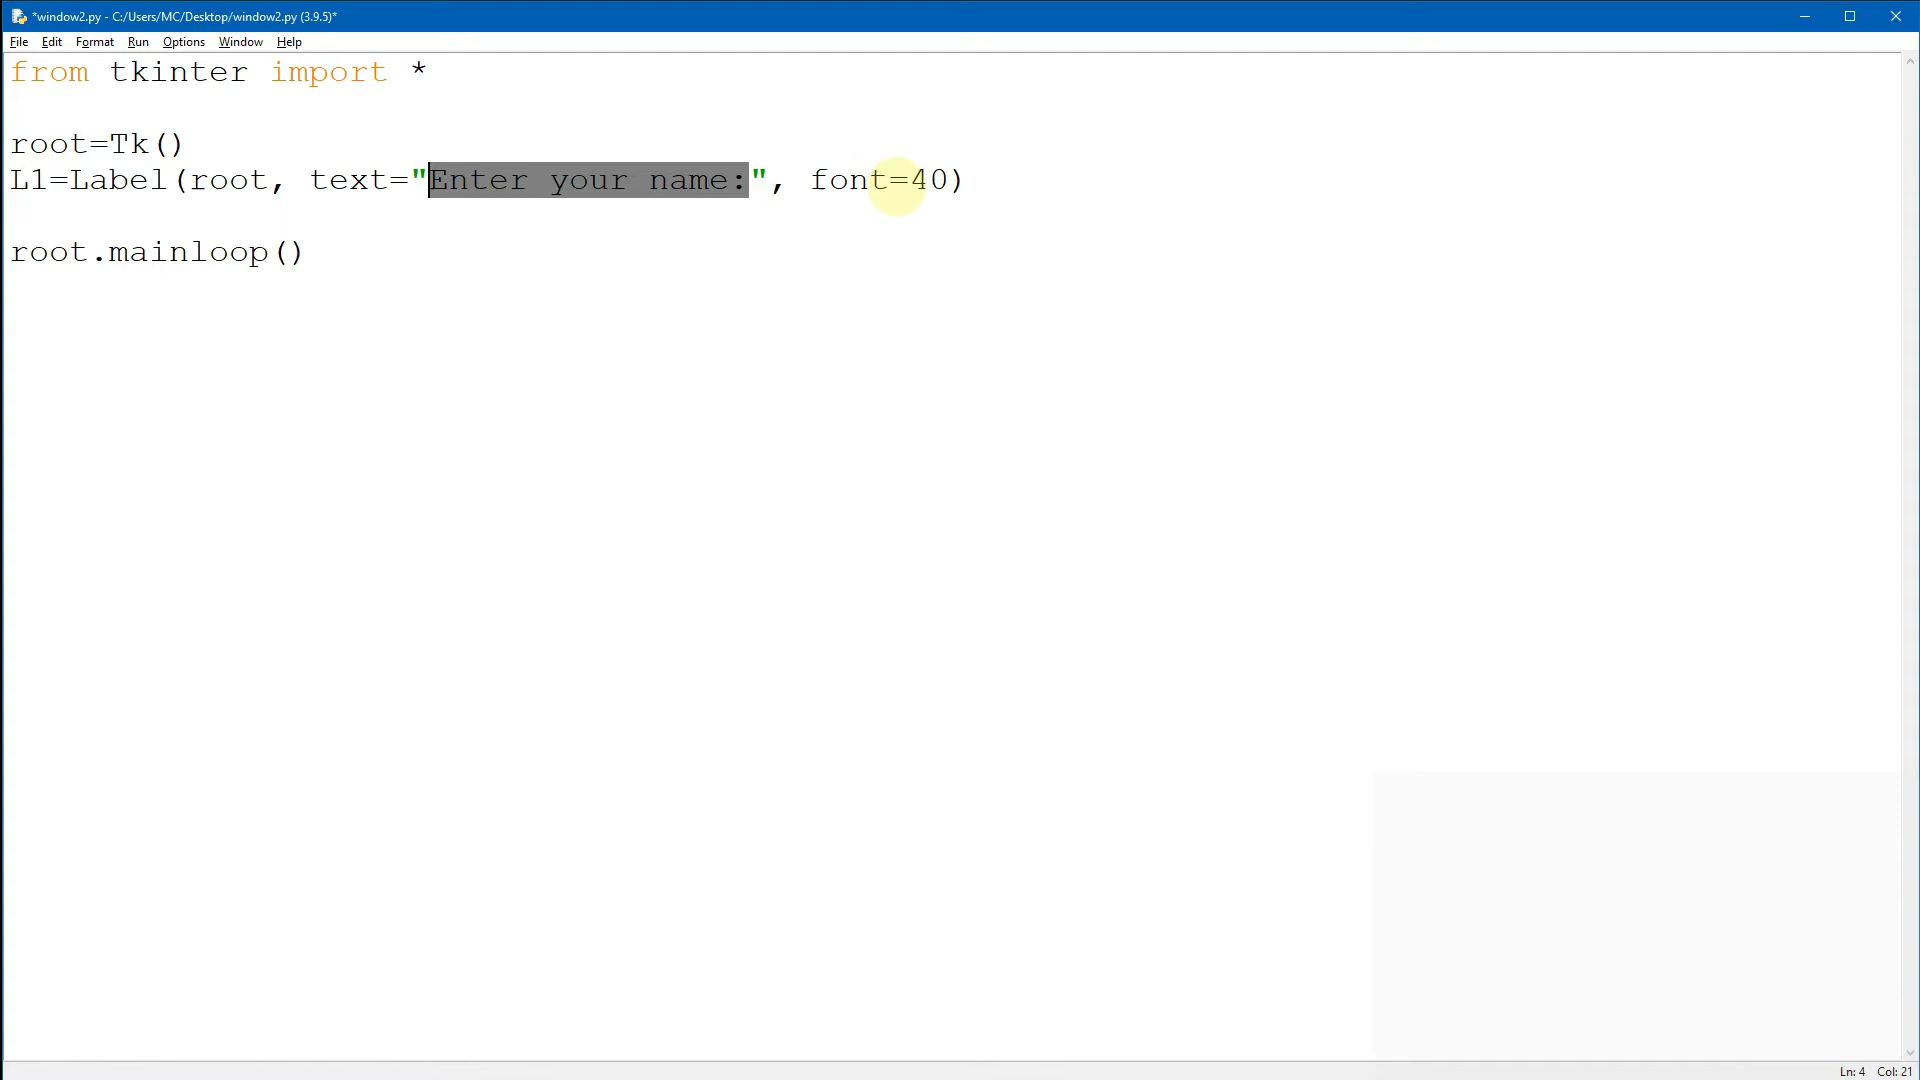 *window2.py - C:/Users/MC/Desktop/window2.py (3.9.5)*
File Edit Format Run Options Window Help
from tkinter import *
root=Tk()
L1=Label(root, text="Enter your name:", font=40)
root.mainloop()
Ln: 4 Col: 21